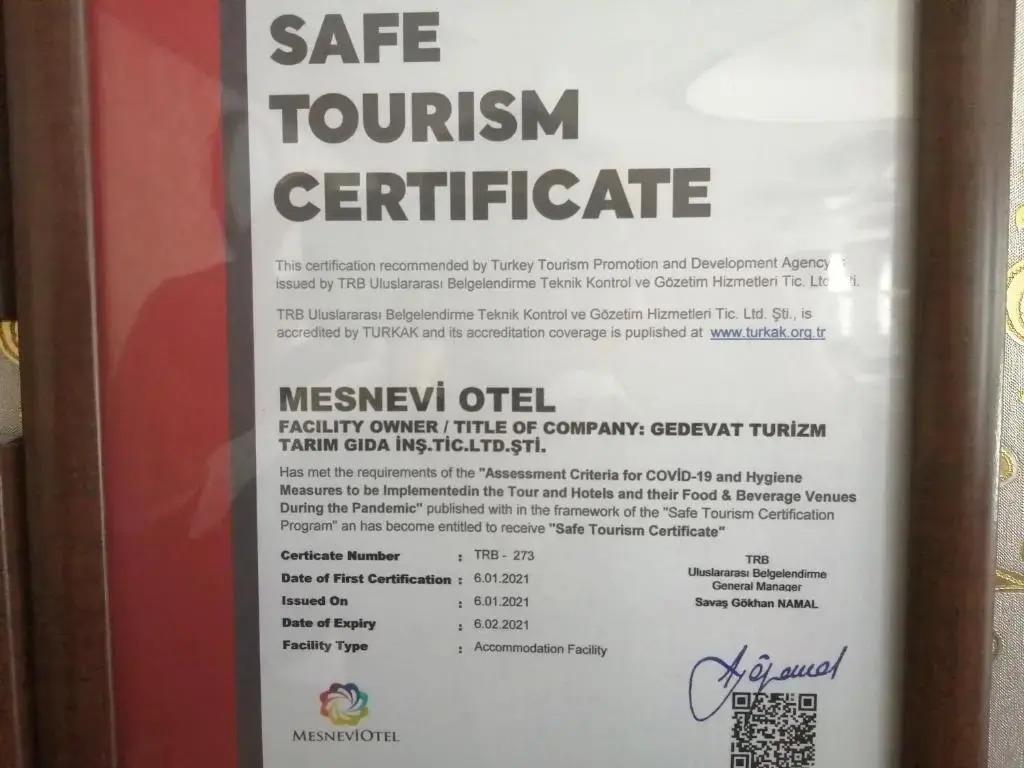 SAFE
TOURISM
CERTIFICATE
This certification recommended by Turkey Tourism Promotion and Development Agency
issued by TRB Uluslararası Belgelendirme Teknik Kontrol ve Gözetim Hizmetleri Tic. Ltd
TRB Uluslararası Belgelendirme Teknik Kontrol ve Gözetim Hizmetleri Tic. Ltd. Şti., is
accredited by TURKAK and its accreditation coverage is puplished at www.turkak.org.tr
MESNEVİ OTEL
FACILITY OWNER / TITLE OF COMPANY: GEDEVAT TURİZM
TARIM GIDA İNŞ.TİC.LTD.ŞTİ.
Has met the requirements of the "Assessment Criteria for COVİD-19 and Hygiene
Measures to be Implementedin the Tour and Hotels and their Food & Beverage Venues
During the Pandemic" published with in the framework of the "Safe Tourism Certification
Program" an has become entitled to receive "Safe Tourism Certificate"
Certicate Number : TRB - 273
Date of First Certification : 6.01.2021
Issued On : 6.01.2021
Date of Expiry : 6.02.2021
Facility Type : Accommodation Facility
TRB
Uluslararası Belgelendirme
General Manager
Savaş Gökhan NAMAL
MESNEVİOTEL